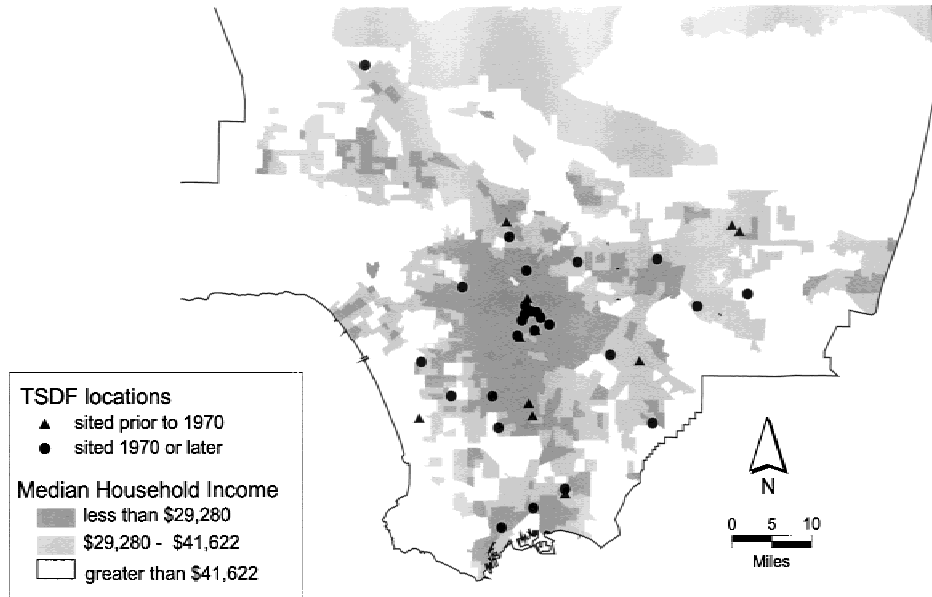 TSDF locations
sited prior to 1970
sited 1970 or later
Median Household Income
less than $29,280
$29,280 - $41,622
greater than $41,622
N
0 5 10
Miles